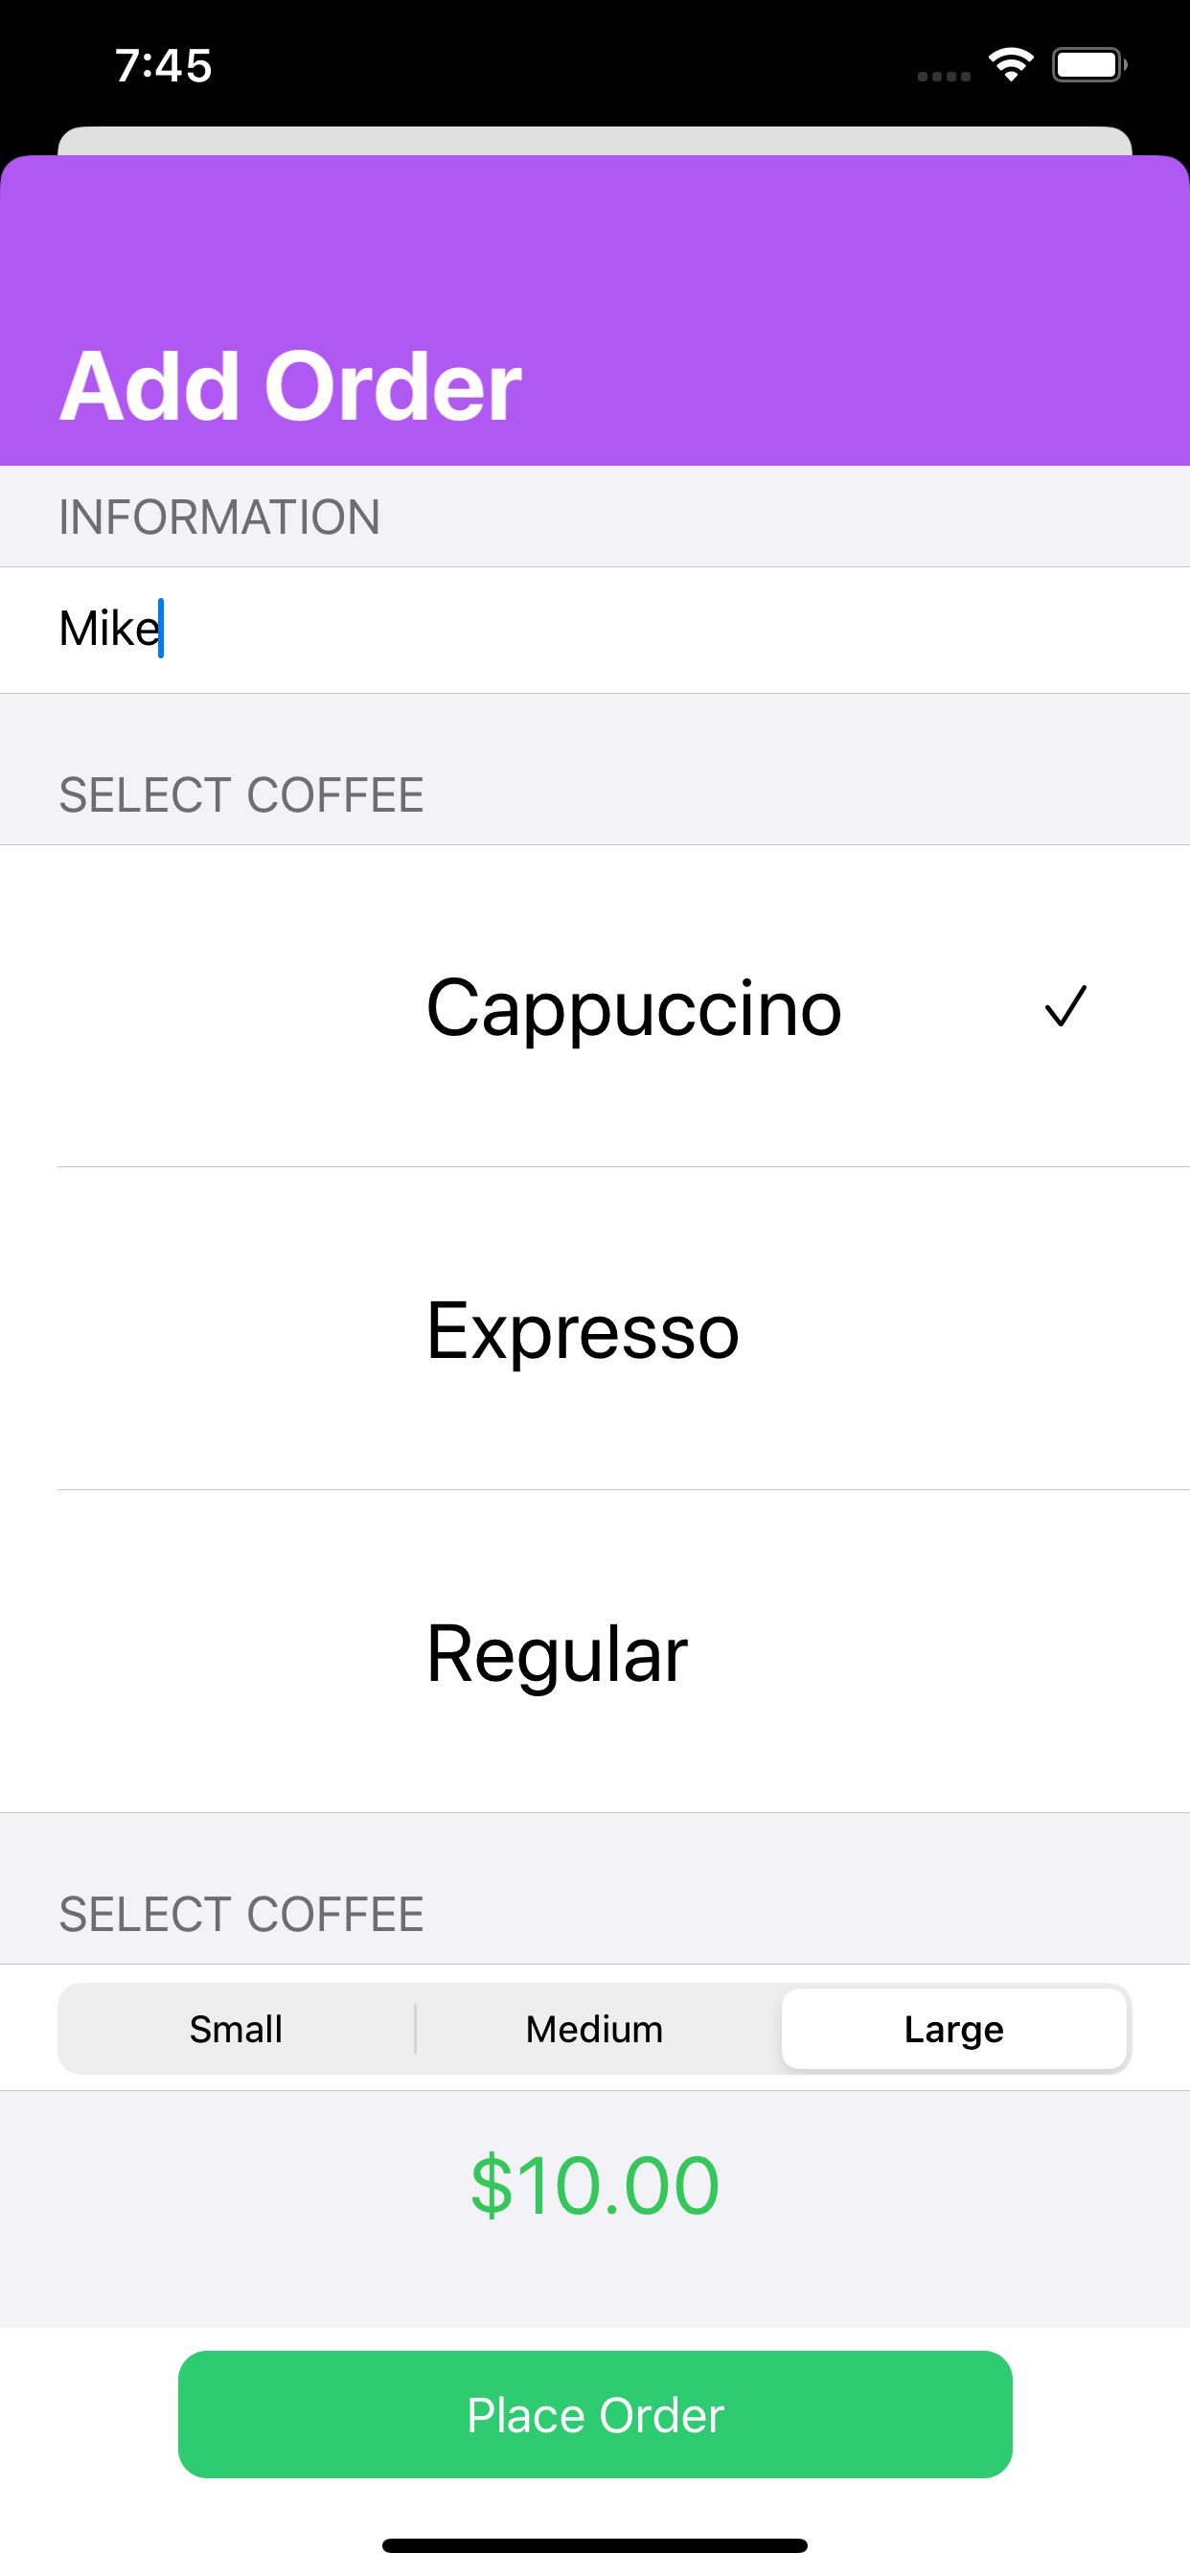 7:45
Add Order
INFORMATION
Mike
SELECT COFFEE
Cappuccino
Expresso
Regular
SELECT COFFEE
Small Medium Large
$10.00
Place Order